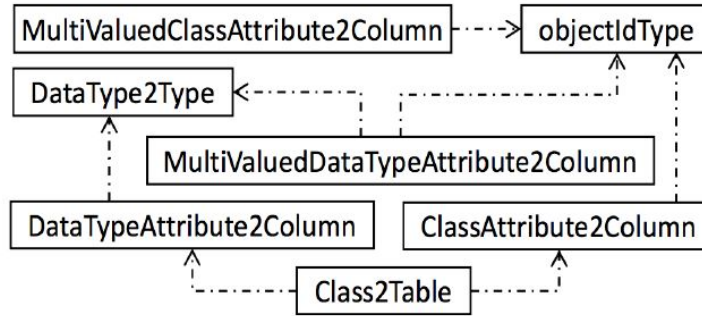 MultiValuedClassAttribute2Column
objectIdType
DataType2Type
MultiValuedDataTypeAttribute2Column
DataTypeAttribute2Column
ClassAttribute2Column
Class2Table